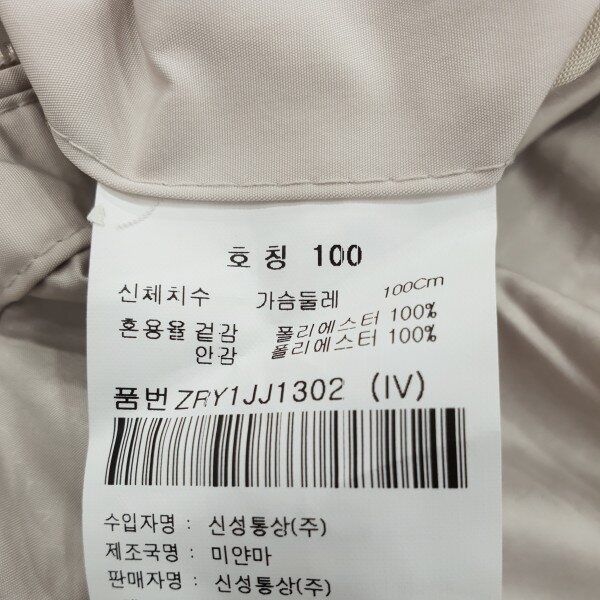 호칭 100
신체치수 가슴둘레 100Cm
혼용율 겉감 폴리에스터 100%
안감 폴리에스터 100%
품번 ZRY1JJ1302 (IV)
수입자명 : 신성통상(주)
제조국명 : 미얀마
판매자명 : 신성통상(주)